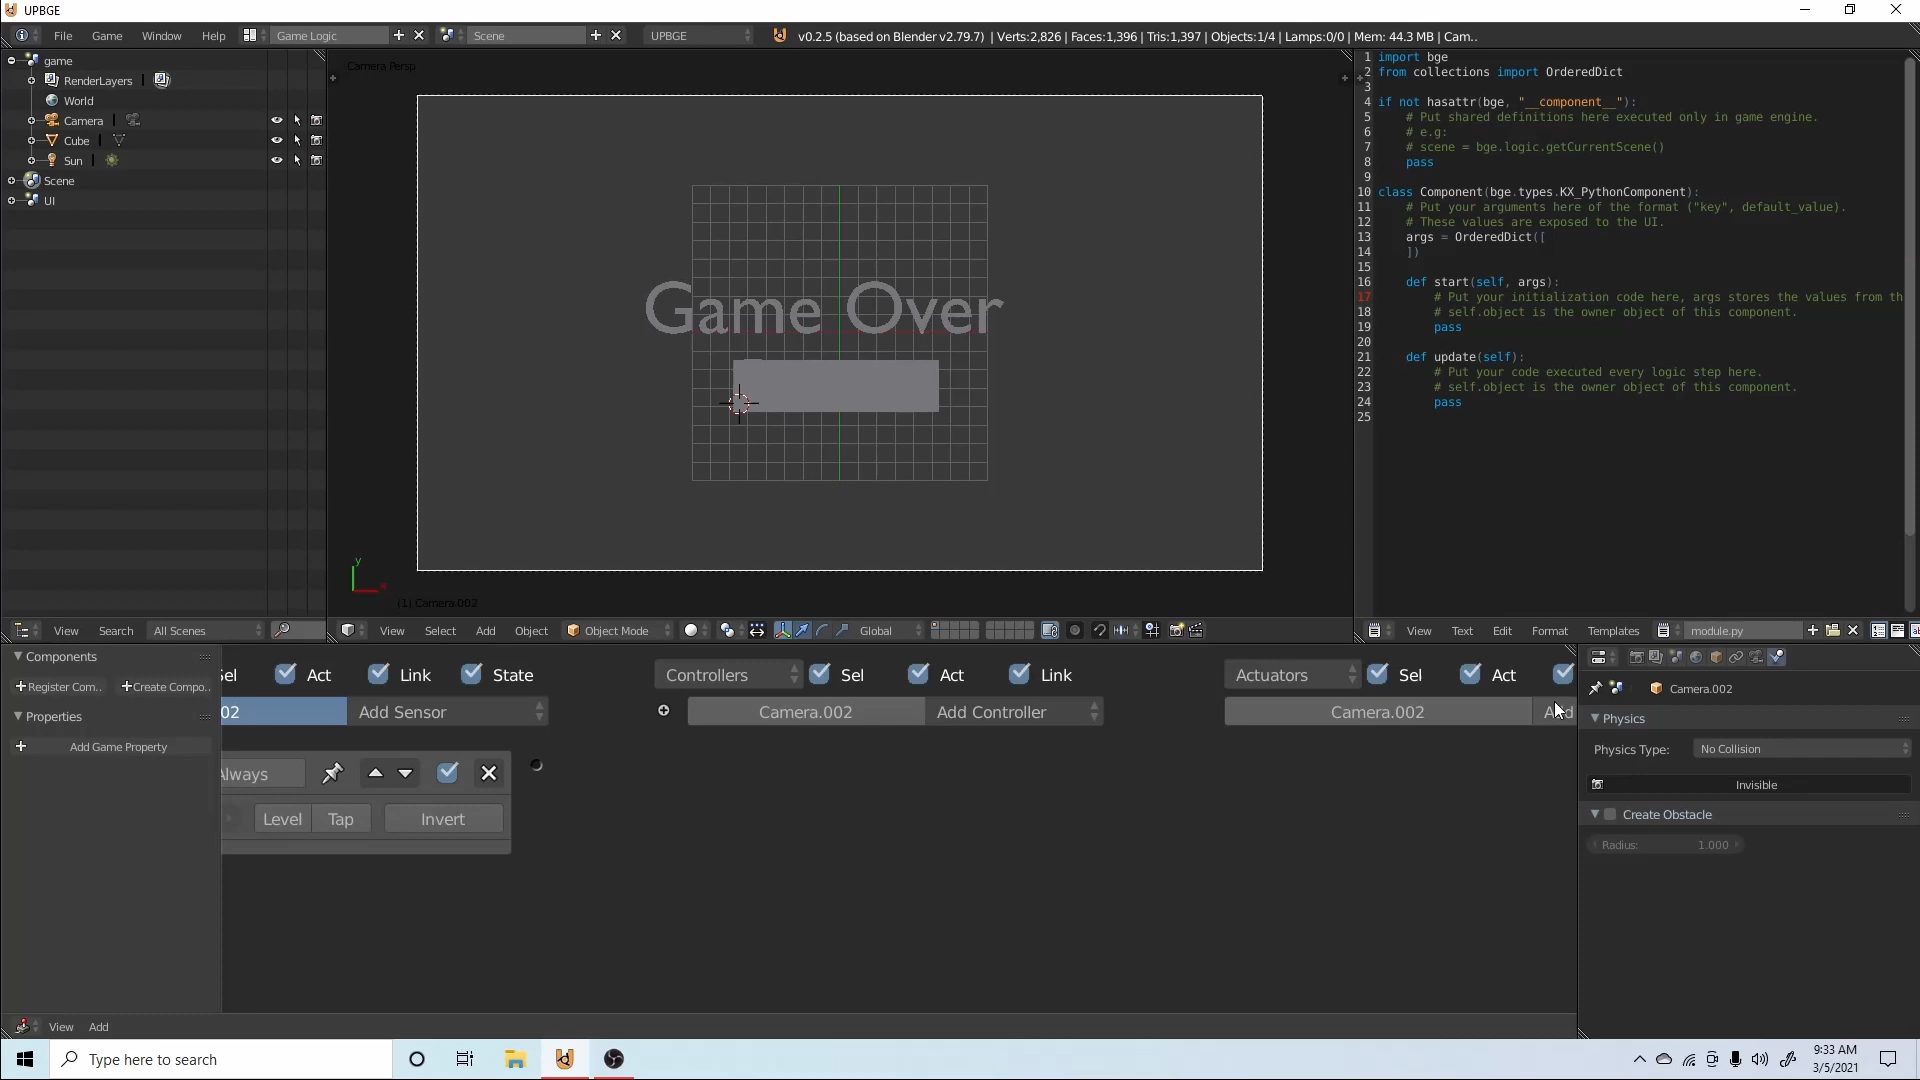 UPBGE
File Game Window Help Game Logic Scene UPBGE v0.2.5 (based on Blender v2.79.7) | Verts:2,826 | Faces:1,396 | Tris:1,397 | Objects:1/4 | Lamps:0/0 | Mem: 44.3 MB | Cam..
game
RenderLayers
World
Camera
Cube
Sun
Scene
UI
View Search All Scenes
Camera Persp
Game Over
y
(1) Camera.002
View Select Add Object Object Mode Global
1 import bge
2 from collections import OrderedDict
3
4 if not hasattr(bge, "__component__"):
5 # Put shared definitions here executed only in game engine.
6 # e.g:
7 # scene = bge.logic.getCurrentScene()
8 pass
9
10 class Component(bge.types.KX_PythonComponent):
11 # Put your arguments here of the format ("key", default_value).
12 # These values are exposed to the UI.
13 args = OrderedDict([
14 ])
15
16 def start(self, args):
17 # Put your initialization code here, args stores the values from th
18 # self.object is the owner object of this component.
19 pass
20
21 def update(self):
22 # Put your code executed every logic step here.
23 # self.object is the owner object of this component.
24 pass
25
View Text Edit Format Templates module.py
Components
Register Com.. Create Compo..
Properties
Add Game Property
el Act Link State Controllers Sel Act Link Actuators Sel Act
02 Add Sensor Camera.002 Add Controller Camera.002 Add
Always
Level Tap Invert
View Add
Camera.002
Physics
Physics Type: No Collision
Invisible
Create Obstacle
Radius: 1.000
Type here to search
9:33 AM
3/5/2021